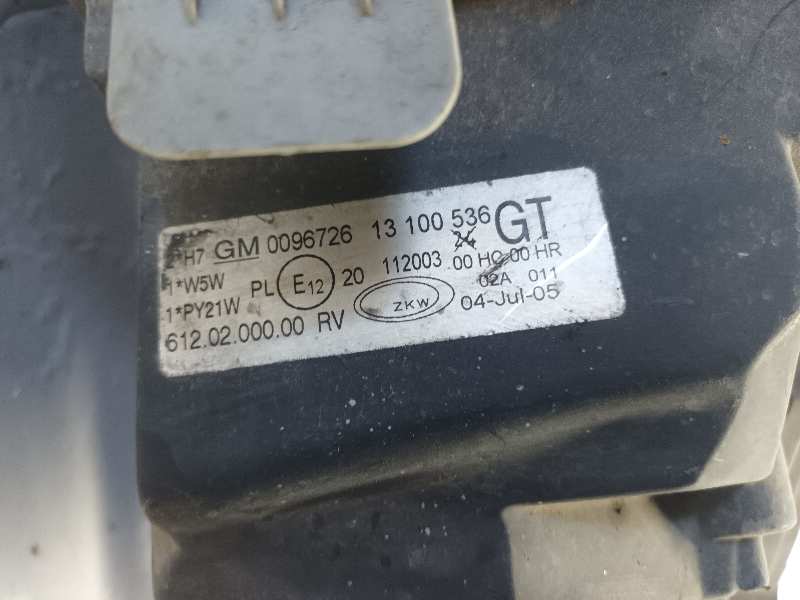 2*H7 GM 0096726 13 100 536 GT
1*W5W PL E12 20 112003 .00 HC 00 HR
1*PY21W ZKW 02A 011
612.02.000.00 RV 04-Jul-05